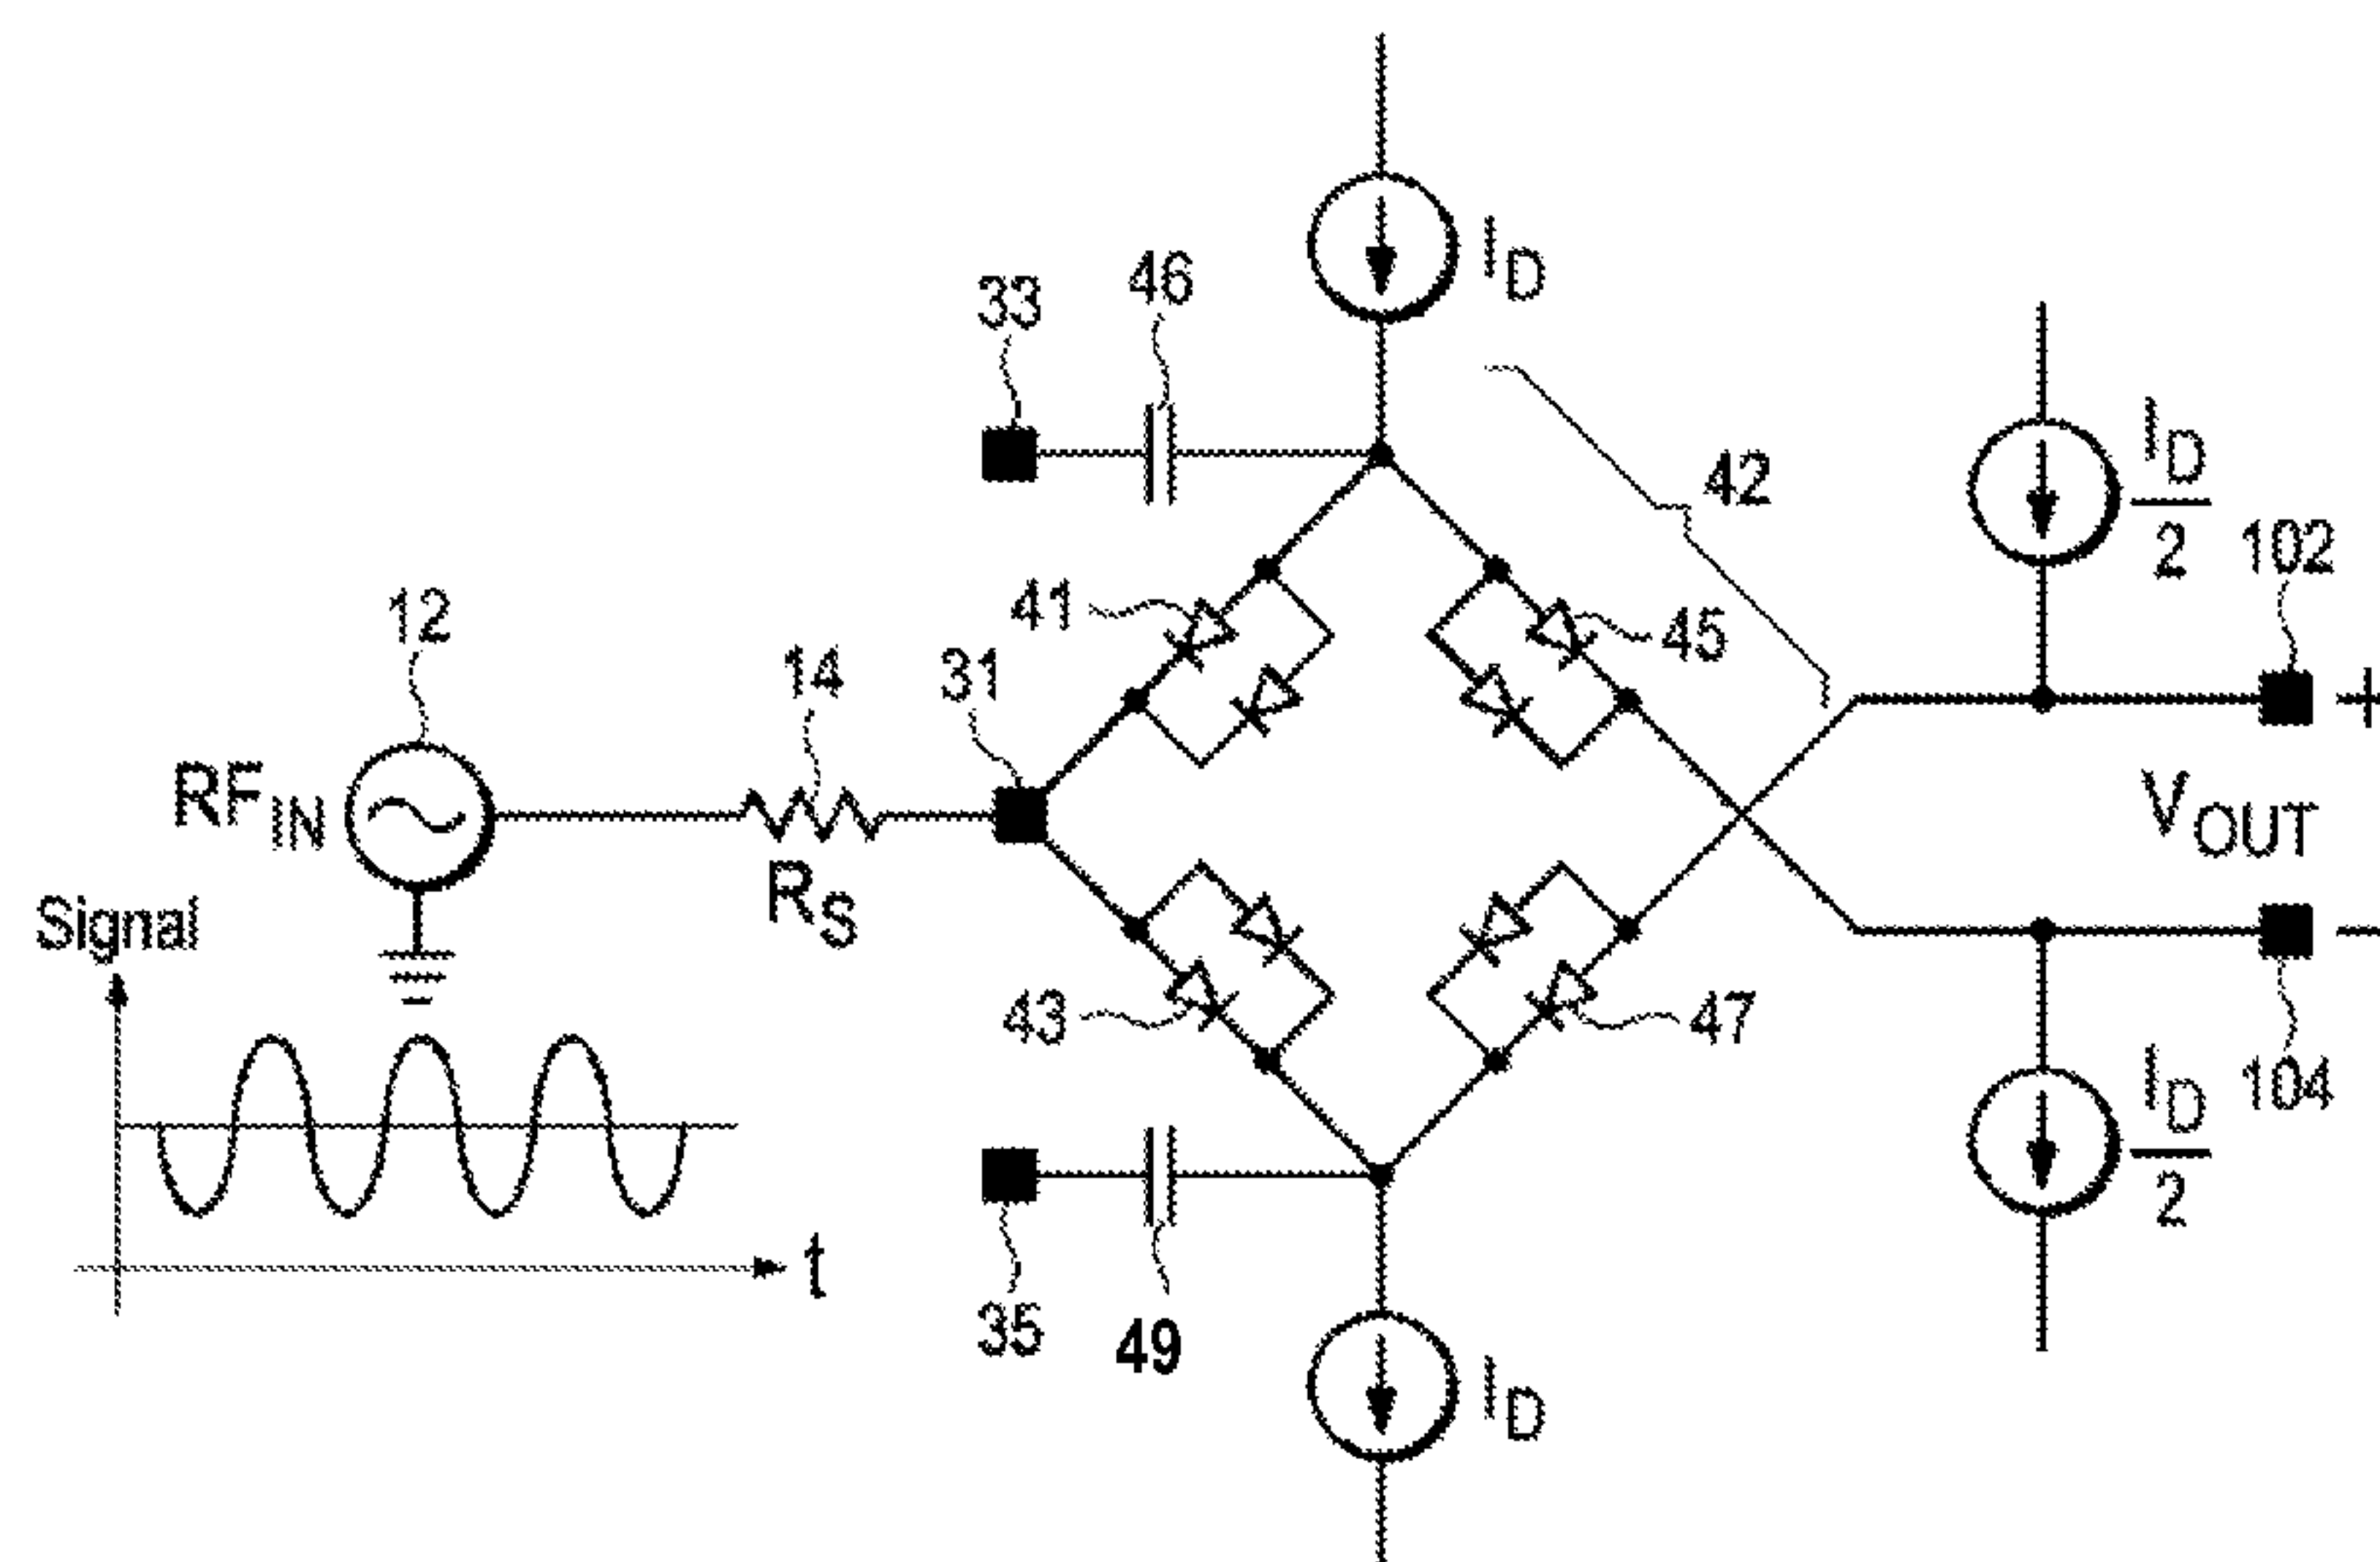 I_D
46
33
42
I_D/2
102
12
41
45
14
31
+
RF_IN
V_OUT
R_S
Signal
−
43
47
I_D/2
104
t
35
49
I_D